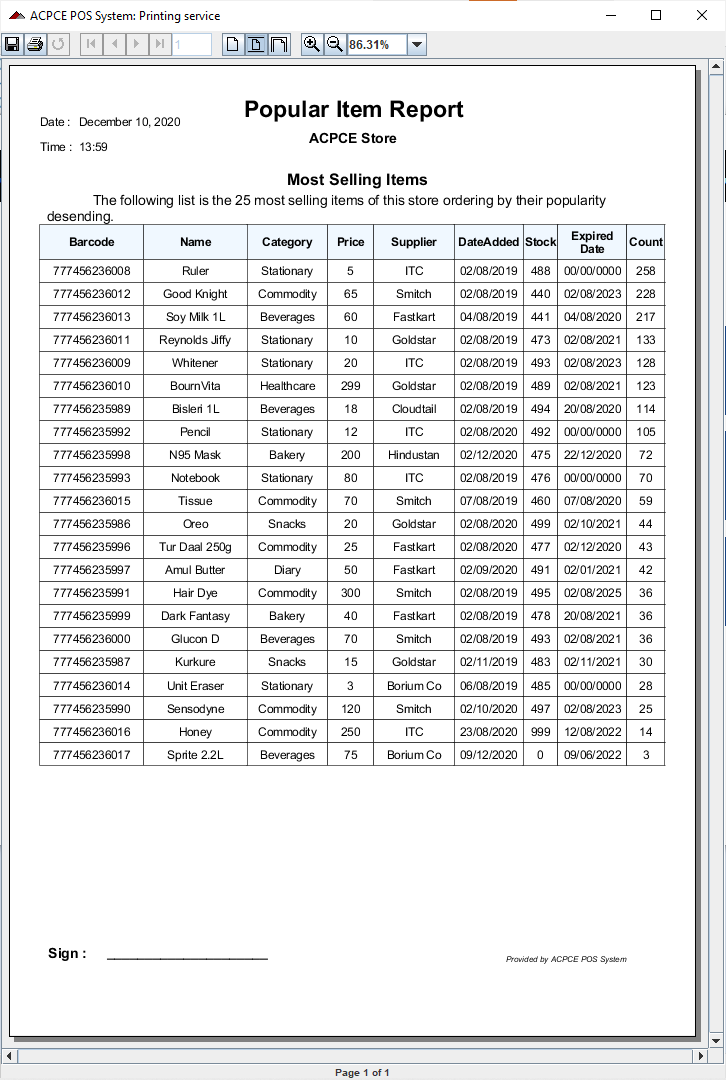 ACPCE POS System: Printing service
1
86.31%
Popular Item Report
Date : December 10, 2020
ACPCE Store
Time : 13:59
Most Selling Items
The following list is the 25 most selling items of this store ordering by their popularity
desending.
Barcode Name Category Price Supplier DateAdded Stock Expired Date Count
777456236008 Ruler Stationary 5 ITC 02/08/2019 488 00/00/0000 258
777456236012 Good Knight Commodity 65 Smitch 02/08/2019 440 02/08/2023 228
777456236013 Soy Milk 1L Beverages 60 Fastkart 04/08/2019 441 04/08/2020 217
777456236011 Reynolds Jiffy Stationary 10 Goldstar 02/08/2019 473 02/08/2021 133
777456236009 Whitener Stationary 20 ITC 02/08/2019 493 02/08/2023 128
777456236010 BournVita Healthcare 299 Goldstar 02/08/2019 489 02/08/2021 123
777456235989 Bisleri 1L Beverages 18 Cloudtail 02/08/2019 494 20/08/2020 114
777456235992 Pencil Stationary 12 ITC 02/08/2020 492 00/00/0000 105
777456235998 N95 Mask Bakery 200 Hindustan 02/12/2020 475 22/12/2020 72
777456235993 Notebook Stationary 80 ITC 02/08/2019 476 00/00/0000 70
777456236015 Tissue Commodity 70 Smitch 07/08/2019 460 07/08/2020 59
777456235986 Oreo Snacks 20 Goldstar 02/08/2020 499 02/10/2021 44
777456235996 Tur Daal 250g Commodity 25 Fastkart 02/08/2020 477 02/12/2020 43
777456235997 Amul Butter Diary 50 Fastkart 02/09/2020 491 02/01/2021 42
777456235991 Hair Dye Commodity 300 Smitch 02/08/2019 495 02/08/2025 36
777456235999 Dark Fantasy Bakery 40 Fastkart 02/08/2019 478 20/08/2021 36
777456236000 Glucon D Beverages 70 Smitch 02/08/2019 493 02/08/2021 36
777456235987 Kurkure Snacks 15 Goldstar 02/11/2019 483 02/11/2021 30
777456236014 Unit Eraser Stationary 3 Borium Co 06/08/2019 485 00/00/0000 28
777456235990 Sensodyne Commodity 120 Smitch 02/10/2020 497 02/08/2023 25
777456236016 Honey Commodity 250 ITC 23/08/2020 999 12/08/2022 14
777456236017 Sprite 2.2L Beverages 75 Borium Co 09/12/2020 0 09/06/2022 3
Sign : ____________________
Provided by ACPCE POS System
Page 1 of 1